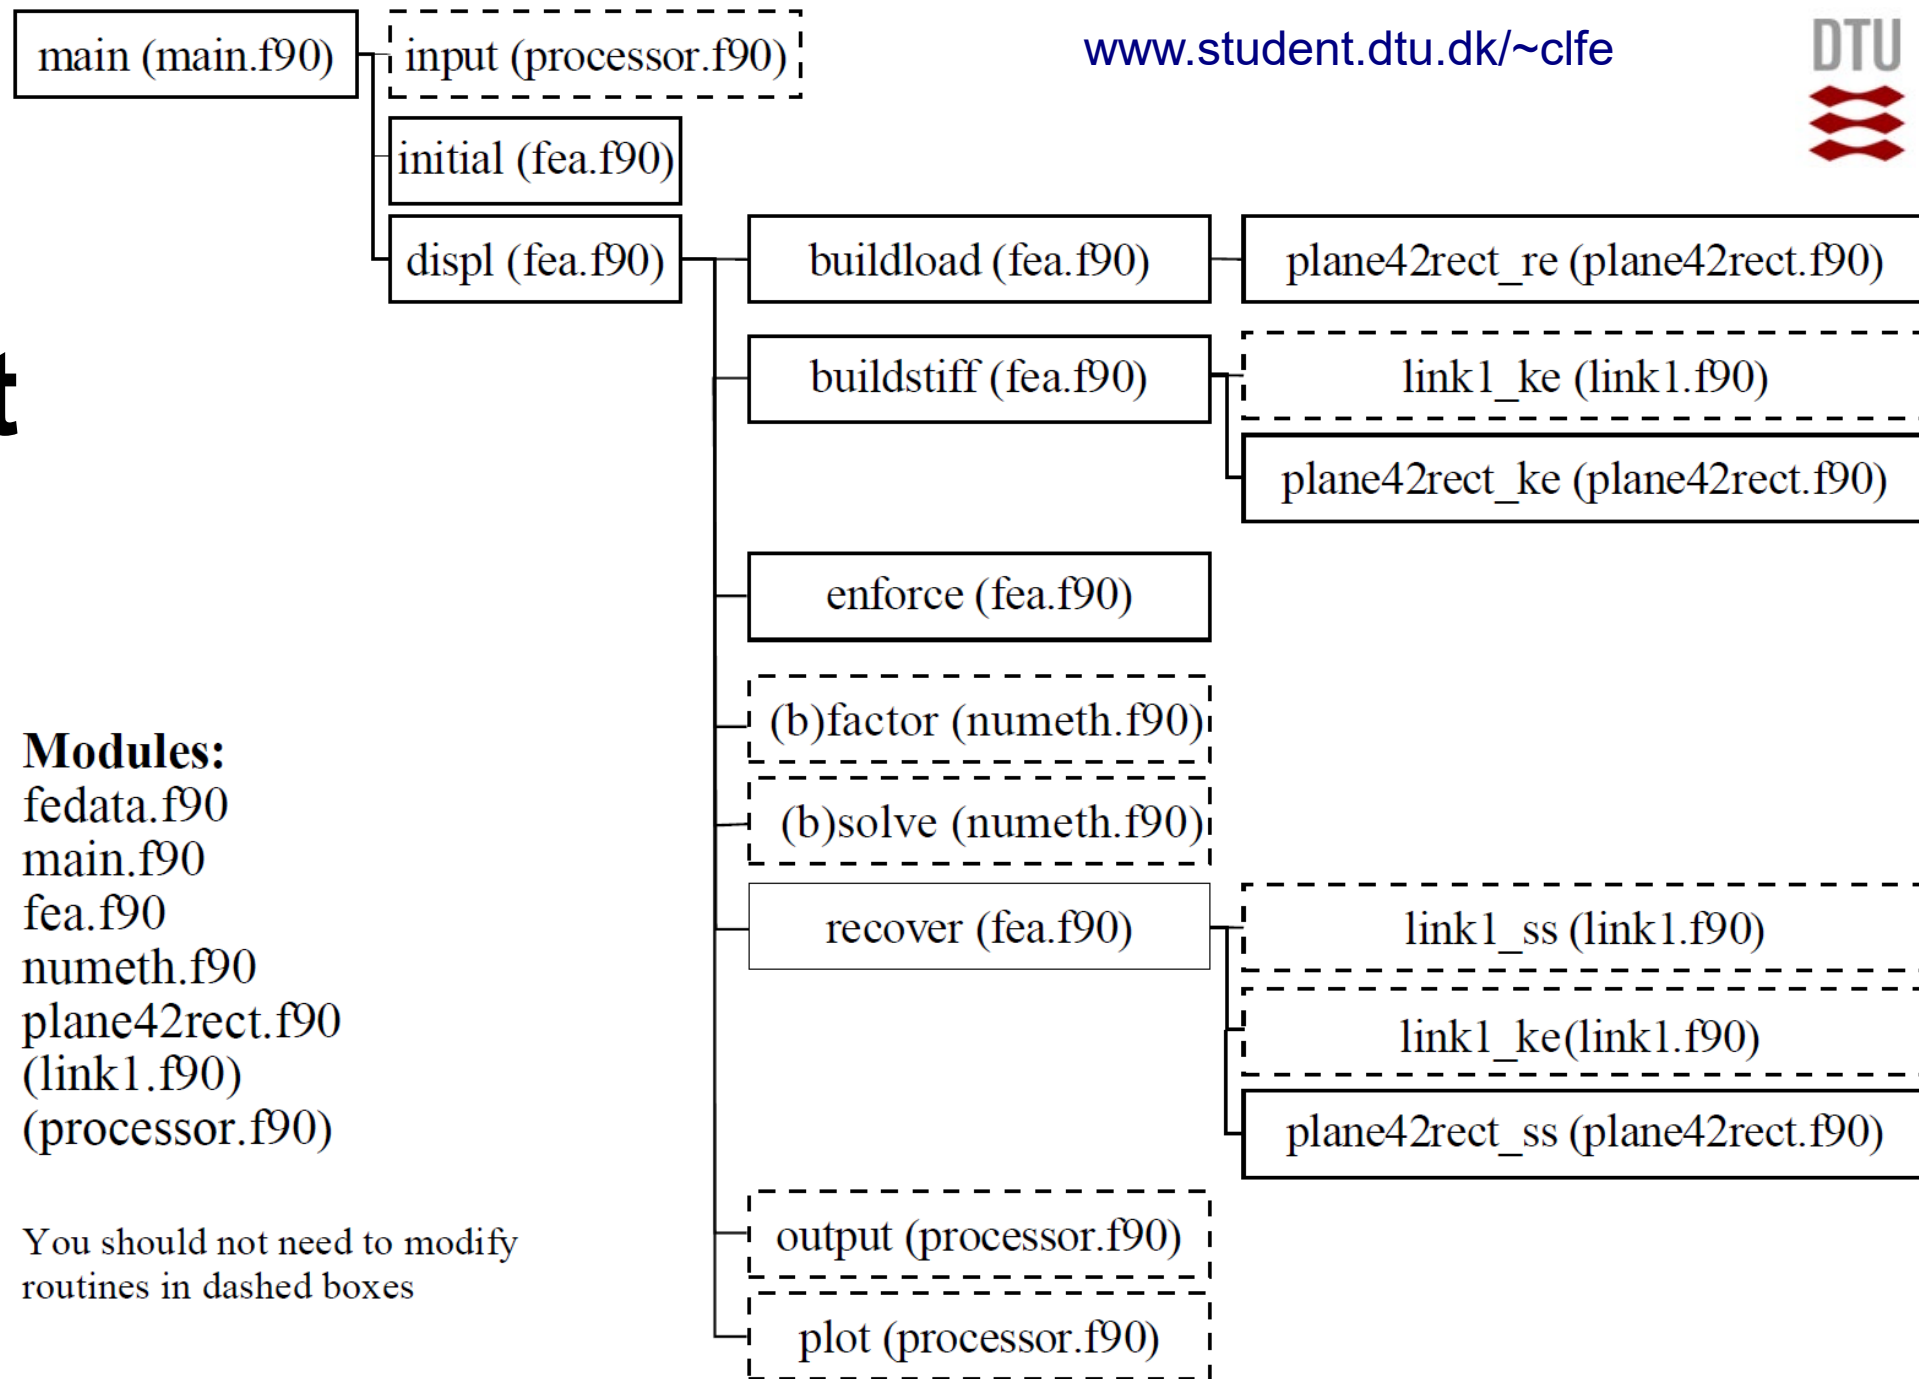 www.student.dtu.dk/~clfe
DTU
main (main.f90)
input (processor.f90)
initial (fea.f90)
displ (fea.f90)
buildload (fea.f90)
plane42rect_re (plane42rect.f90)
buildstiff (fea.f90)
link1_ke (link1.f90)
plane42rect_ke (plane42rect.f90)
t
enforce (fea.f90)
(b)factor (numeth.f90)
(b)solve (numeth.f90)
recover (fea.f90)
link1_ss (link1.f90)
link1_ke(link1.f90)
plane42rect_ss (plane42rect.f90)
output (processor.f90)
plot (processor.f90)
Modules:
fedata.f90
main.f90
fea.f90
numeth.f90
plane42rect.f90
(link1.f90)
(processor.f90)
You should not need to modify
routines in dashed boxes